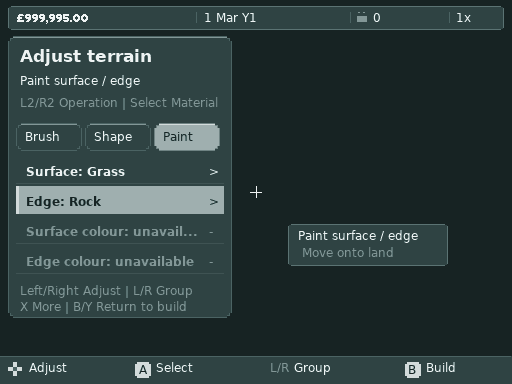 £999,995.00
1 Mar Y1
0
1x
Adjust terrain
Paint surface / edge
L2/R2 Operation | Select Material
Brush
Shape
Paint
Surface: Grass >
Edge: Rock >
Surface colour: unavail... -
Edge colour: unavailable -
Left/Right Adjust | L/R Group
X More | B/Y Return to build
Paint surface / edge
Move onto land
Adjust
A Select
L/R Group
B Build